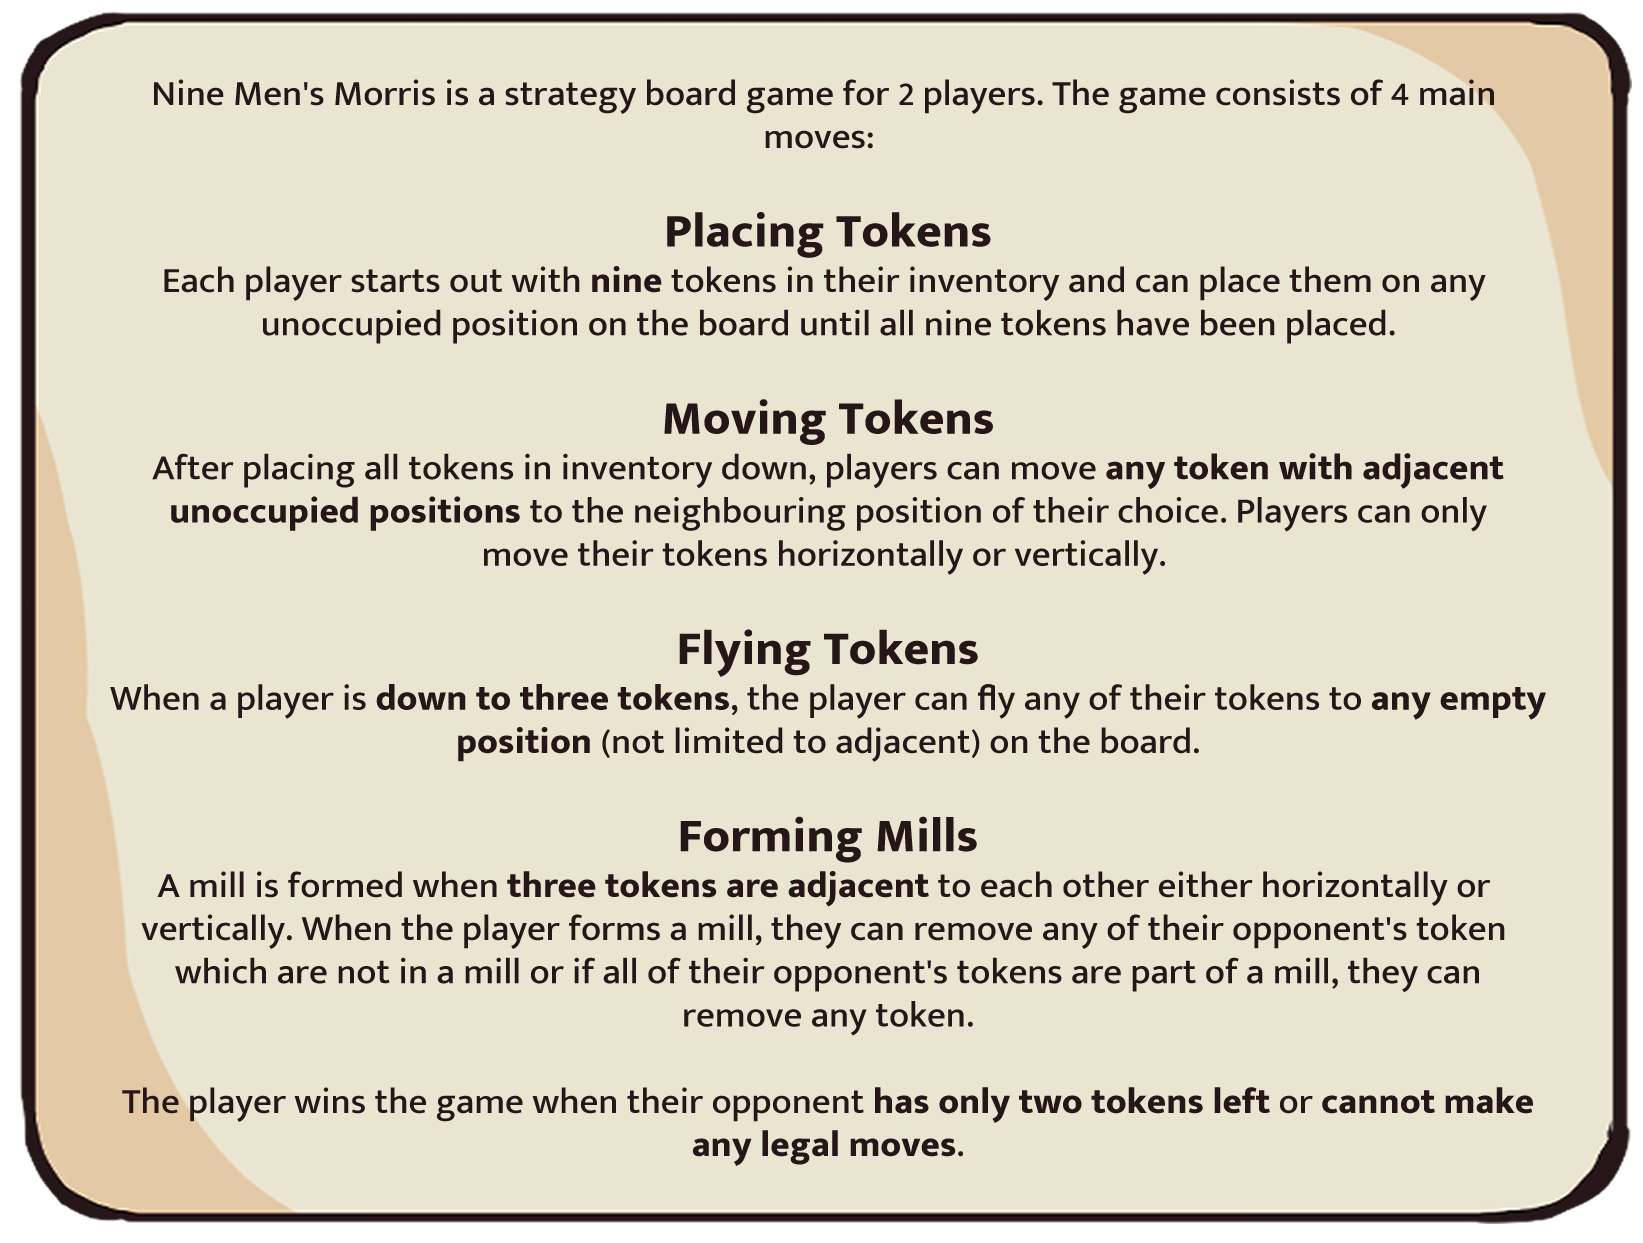 Nine Men's Morris is a strategy board game for 2 players. The game consists of 4 main
moves:
Placing Tokens
Each player starts out with nine tokens in their inventory and can place them on any
unoccupied position on the board until all nine tokens have been placed.
Moving Tokens
After placing all tokens in inventory down, players can move any token with adjacent
unoccupied positions to the neighbouring position of their choice. Players can only
move their tokens horizontally or vertically.
Flying Tokens
When a player is down to three tokens, the player can fly any of their tokens to any empty
position (not limited to adjacent) on the board.
Forming Mills
A mill is formed when three tokens are adjacent to each other either horizontally or
vertically. When the player forms a mill, they can remove any of their opponent's token
which are not in a mill or if all of their opponent's tokens are part of a mill, they can
remove any token.
The player wins the game when their opponent has only two tokens left or cannot make
any legal moves.